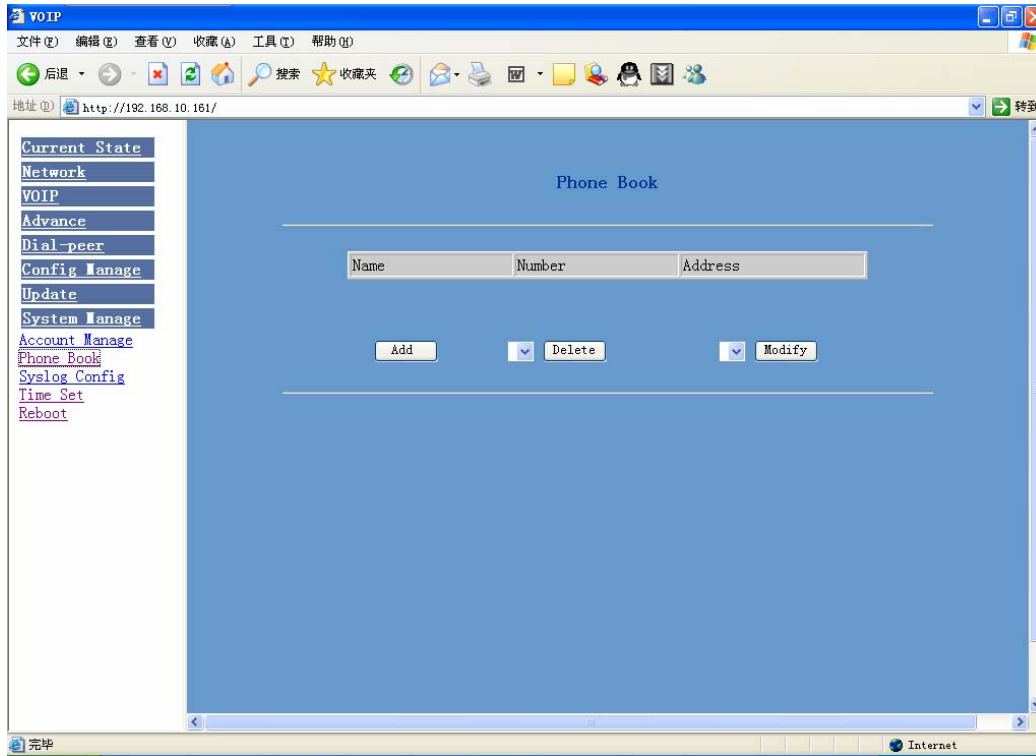 VOIP
文件(F) 编辑(E) 查看(V) 收藏(A) 工具(T) 帮助(H)
后退 搜索 收藏夹
地址(D) http://192.168.10.161/ 转到
Current State
Network
VOIP
Advance
Dial-peer
Config Manage
Update
System Manage
Account Manage
Phone Book
Syslog Config
Time Set
Reboot
Phone Book
Name Number Address
Add Delete Modify
完毕 Internet